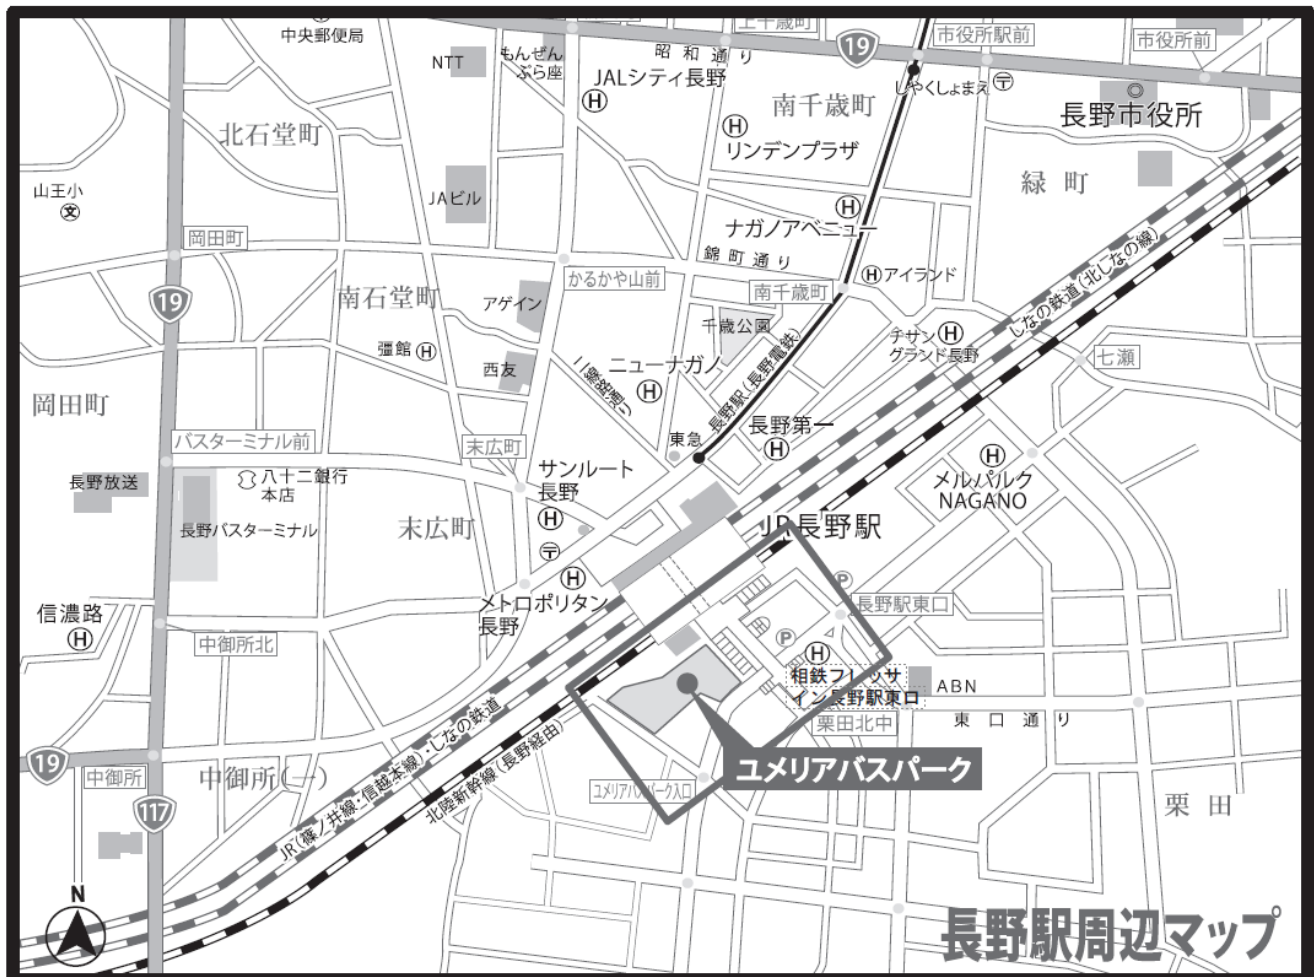 中央郵便局
NTT
もんぜん
ぷら座
昭和通り
上千歳町
19
市役所駅前
市役所前
JALシティ長野
H
しやくしょまえ
〒
南千歳町
長野市役所
北石堂町
H
リンデンプラザ
緑町
山王小
文
JAビル
H
ナガノアベニュー
岡田町
錦町通り
かるかや山前
H アイランド
南千歳町
しなの鉄道(北しなの線)
19
南石堂町
アゲイン
千歳公園
チサン
グランド長野
H
彊館 H
西友
ニューナガノ
H
二線路通り
長野駅(長野電鉄)
七瀬
岡田町
バスターミナル前
末広町
東急
長野第一
H
サンルート
長野
H
H
メルパルク
NAGANO
長野放送
八十二銀行
本店
長野バスターミナル
末広町
JR長野駅
〒
H
メトロポリタン
長野
P
長野駅東口
信濃路
H
中御所北
H
P
H
相鉄フレッサ
イン長野駅東口
ABN
東口通り
栗田北中
19
中御所
中御所(一)
JR(篠ノ井線・信越本線)・しなの鉄道
北陸新幹線(長野経由)
ユメリアバスパーク
ユメリアバスパーク入口
117
栗田
N
長野駅周辺マップ